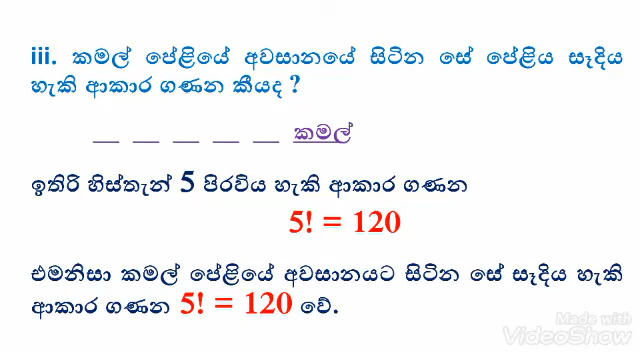 iii. කමල් පේළියේ අවසානයේ සිටින සේ පේළිය සෑදිය
හැකි ආකාර ගණන කීයද ?
__ __ __ __ __ කමල්
ඉතිරි හිස්තැන් 5 පිරවිය හැකි ආකාර ගණන
5! = 120
එමනිසා කමල් පේළියේ අවසානයට සිටින සේ සෑදිය හැකි
ආකාර ගණන 5! = 120 වේ.
Made with
VideoShow